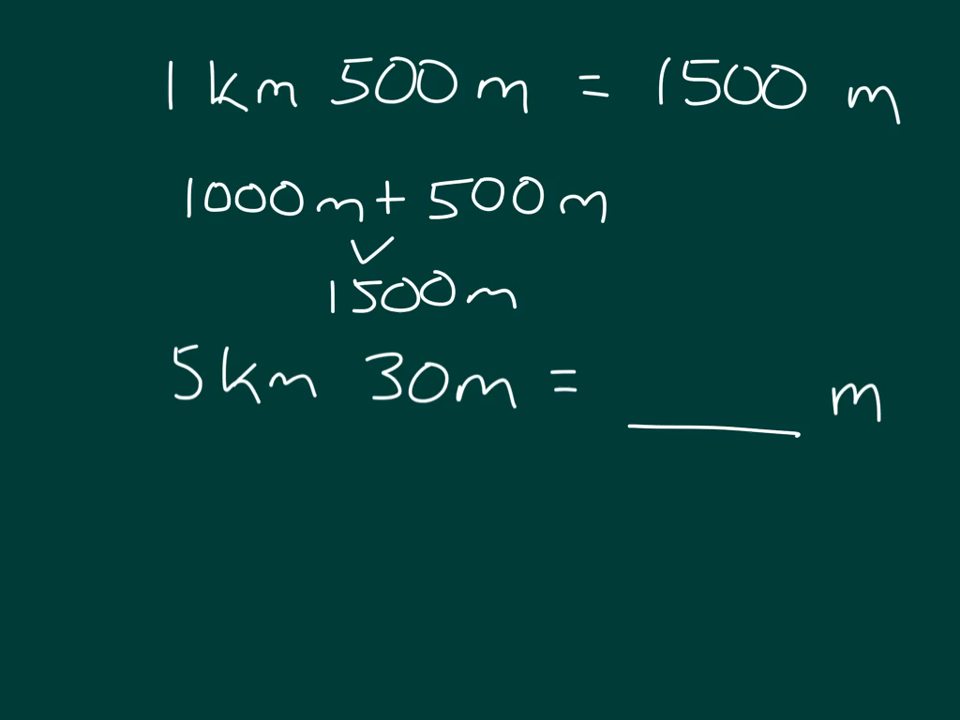 1 km 500 m = 1500 m
1000 m + 500 m
1500 m
5 km 30 m = ____ m